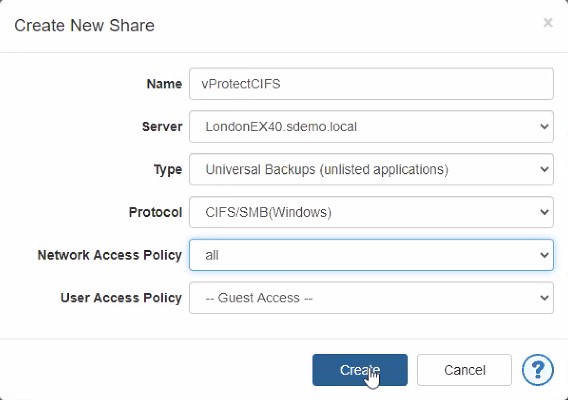 Create New Share
×
Name vProtectCIFS
Server LondonEX40.sdemo.local
Type Universal Backups (unlisted applications)
Protocol CIFS/SMB(Windows)
Network Access Policy all
User Access Policy -- Guest Access --
Create Cancel ?